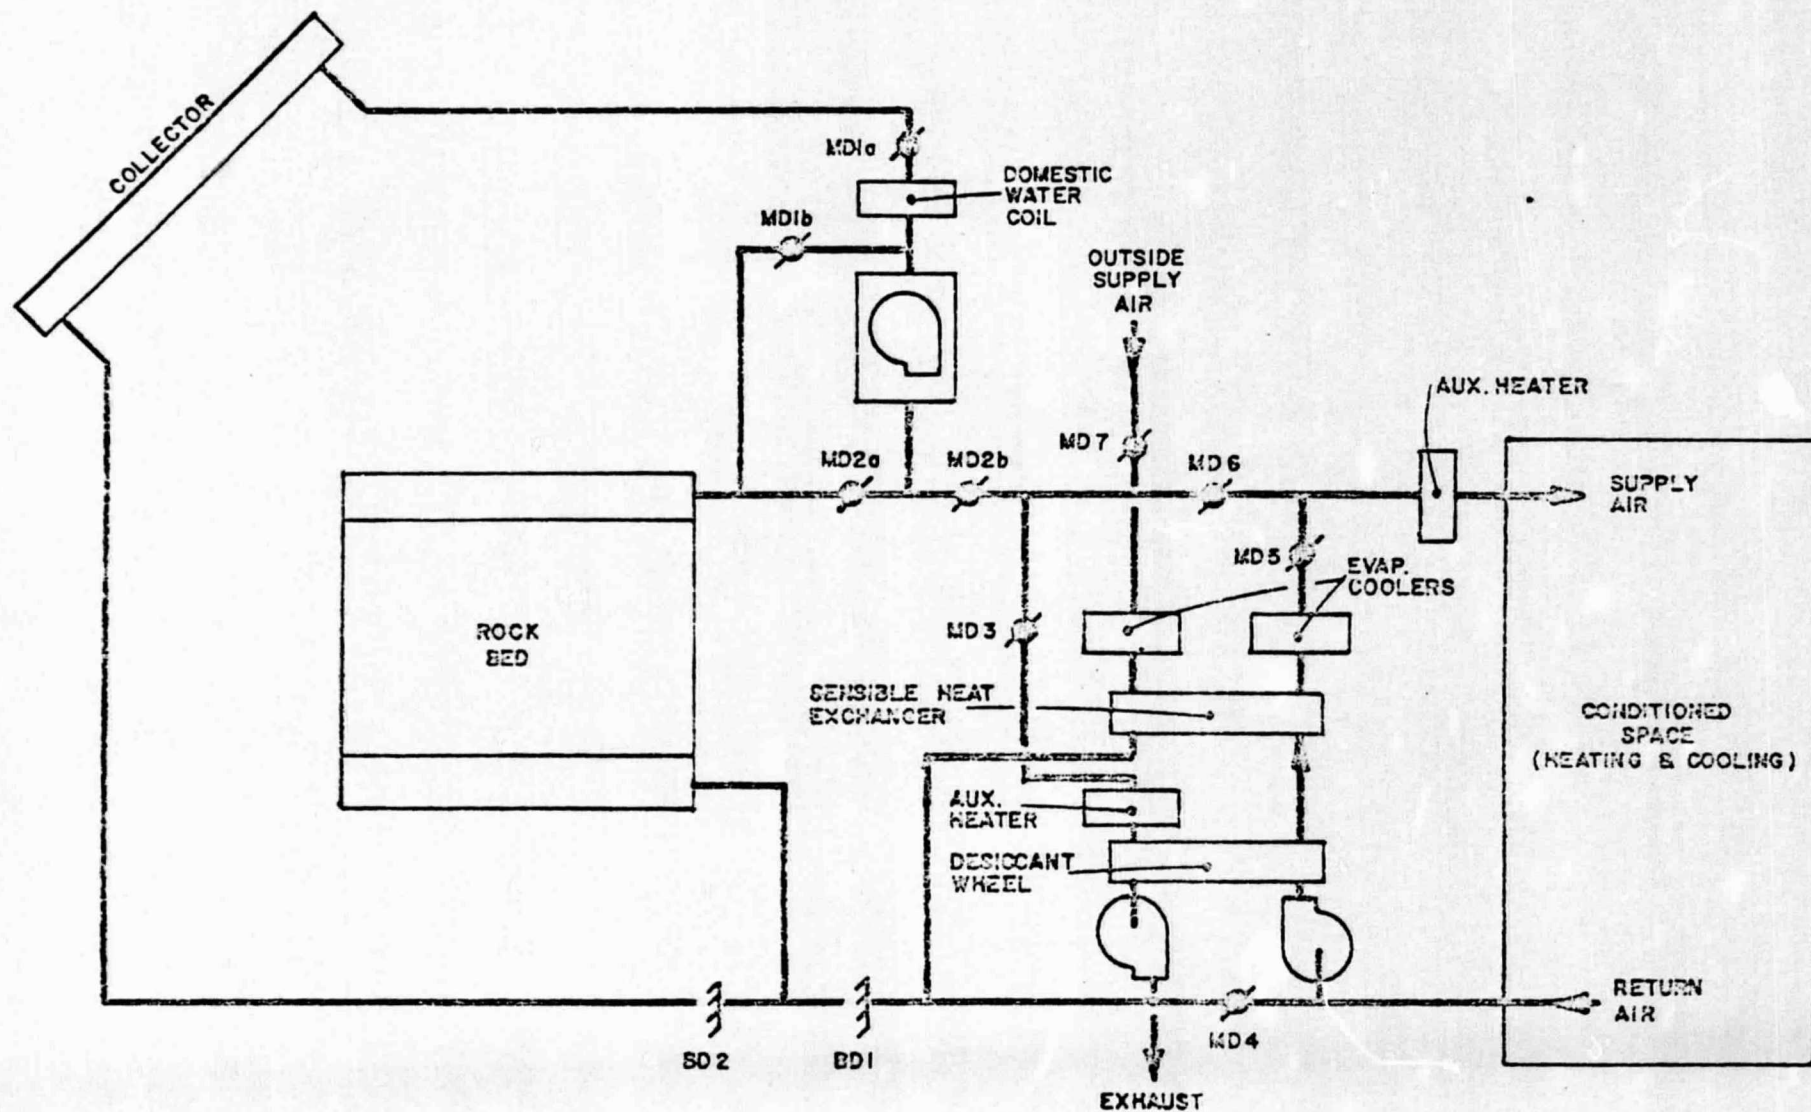 COLLECTOR
MD1a
DOMESTIC
WATER
COIL
MD1b
OUTSIDE
SUPPLY
AIR
AUX. HEATER
MD7
MD2a
MD2b
MD6
SUPPLY
AIR
MD5
EVAP.
COOLERS
ROCK
BED
MD3
SENSIBLE HEAT
EXCHANGER
CONDITIONED
SPACE
(HEATING & COOLING)
AUX.
HEATER
DESICCANT
WHEEL
RETURN
AIR
BD2
BD1
MD4
EXHAUST